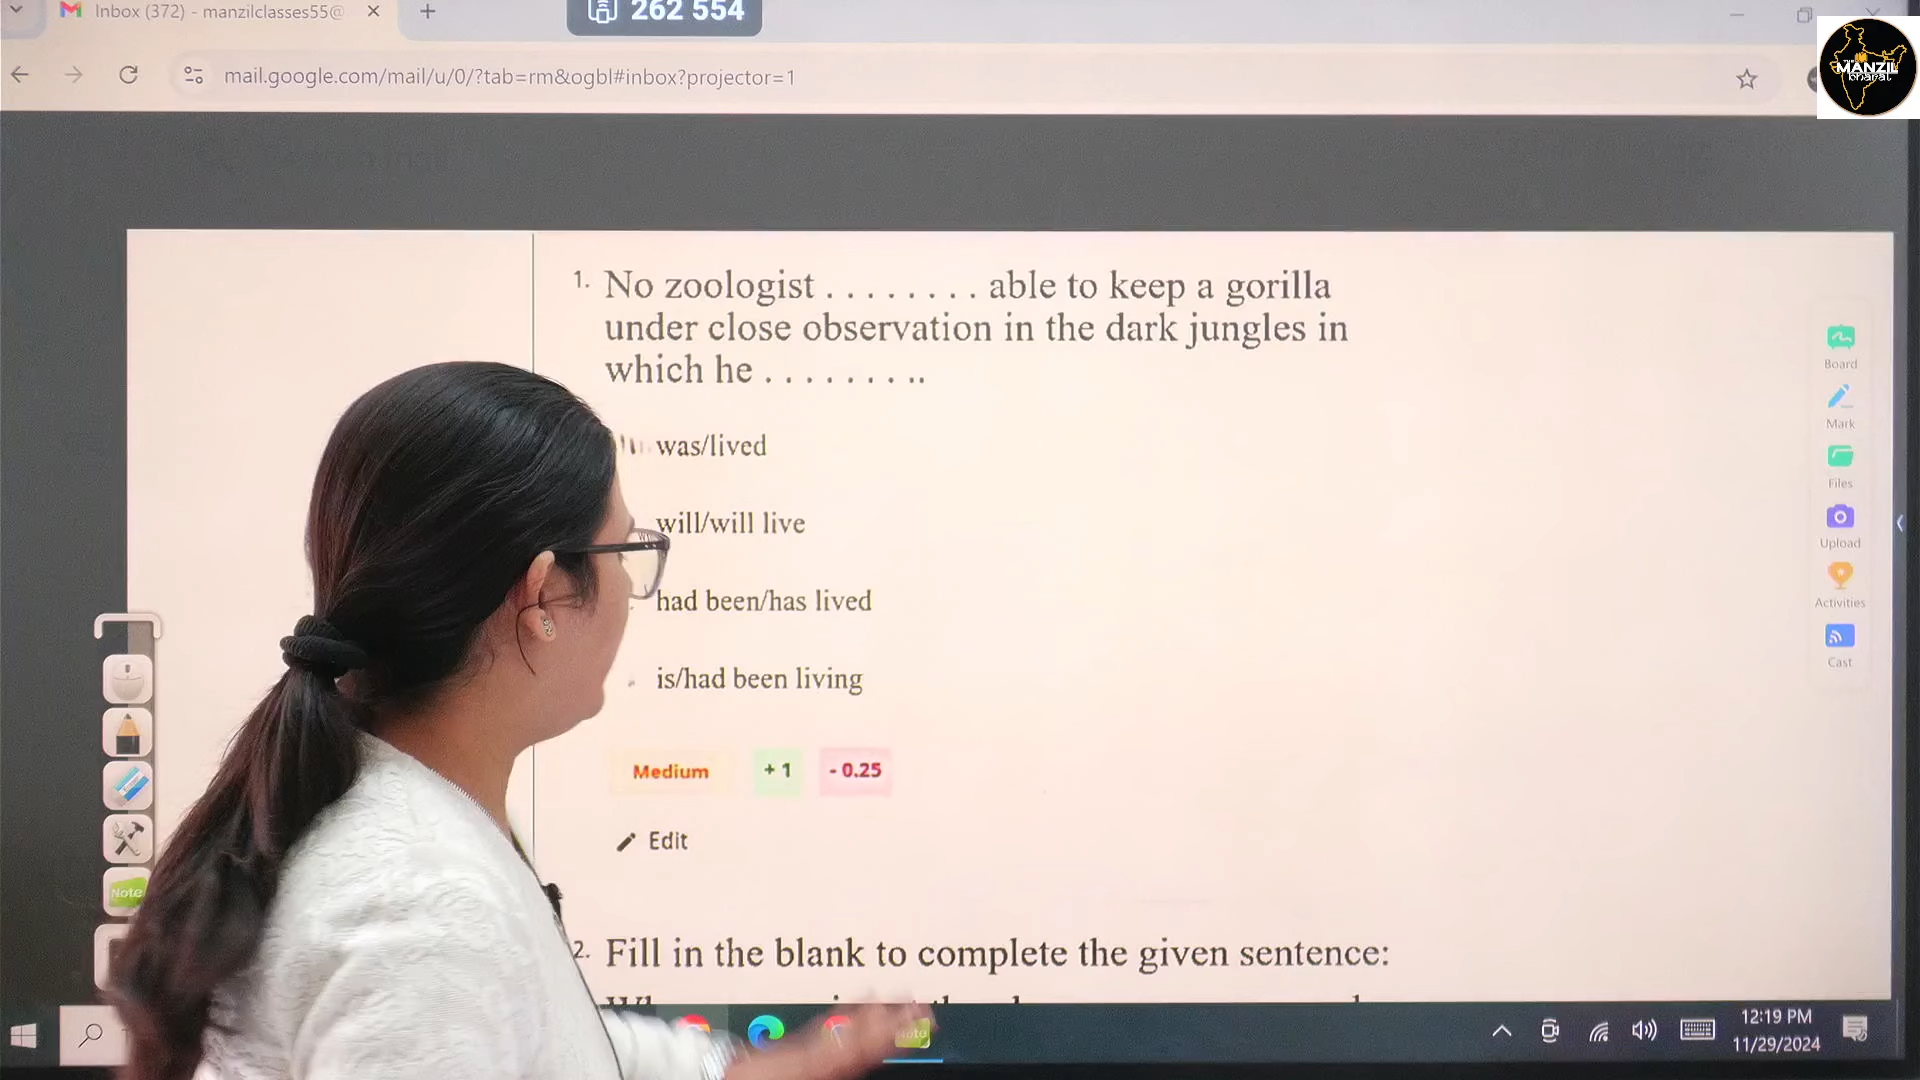 Inbox (372) - manzilclasses55@
262 554
mail.google.com/mail/u/0/?tab=rm&ogbl#inbox?projector=1
MANZIL
bharat
1. No zoologist . . . . . . . . able to keep a gorilla
under close observation in the dark jungles in
which he . . . . . . . ..
was/lived
will/will live
had been/has lived
is/had been living
Medium
+ 1
- 0.25
Edit
2. Fill in the blank to complete the given sentence:
Board
Mark
Files
Upload
Activities
Cast
Note
Note
12:19 PM
11/29/2024